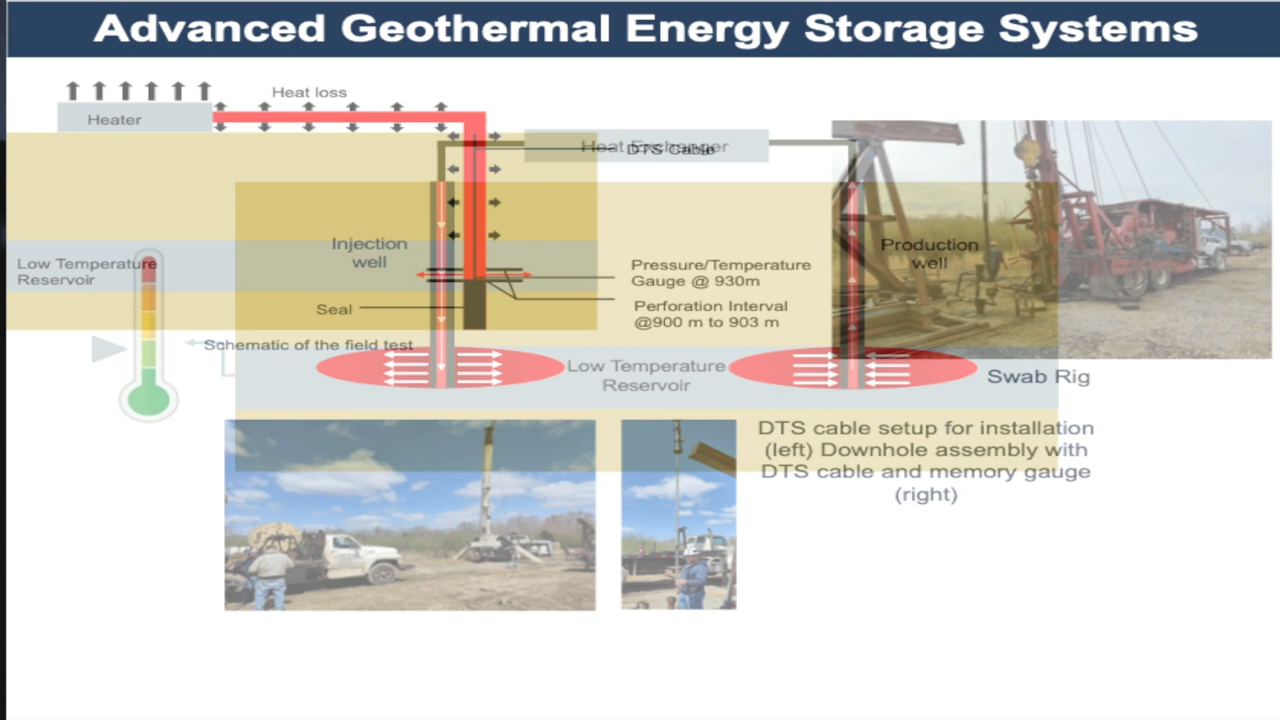 Advanced Geothermal Energy Storage Systems
Heat loss
Heater
Heat Exchanger
DTS Cable
Injection
well
Production
well
Low Temperature
Reservoir
Pressure/Temperature
Gauge @ 930m
Seal
Perforation Interval
@900 m to 903 m
Schematic of the field test
Low Temperature
Reservoir
Swab Rig
DTS cable setup for installation
(left) Downhole assembly with
DTS cable and memory gauge
(right)